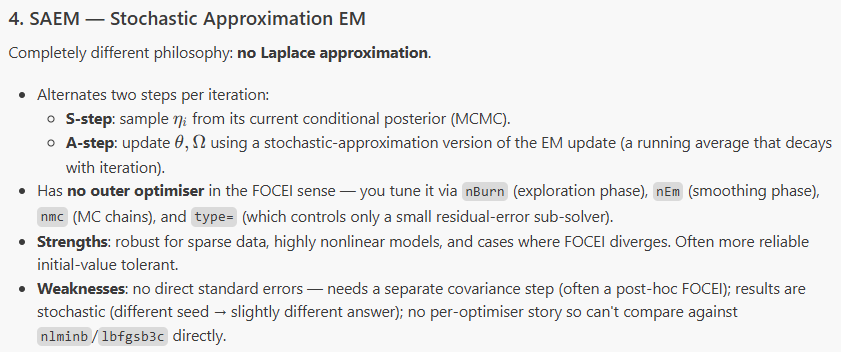 4. SAEM — Stochastic Approximation EM
Completely different philosophy: no Laplace approximation.
• Alternates two steps per iteration:
◦ S-step: sample ηᵢ from its current conditional posterior (MCMC).
◦ A-step: update θ, Ω using a stochastic-approximation version of the EM update (a running average that decays
with iteration).
• Has no outer optimiser in the FOCEI sense — you tune it via nBurn (exploration phase), nEm (smoothing phase),
nmc (MC chains), and type= (which controls only a small residual-error sub-solver).
• Strengths: robust for sparse data, highly nonlinear models, and cases where FOCEI diverges. Often more reliable
initial-value tolerant.
• Weaknesses: no direct standard errors — needs a separate covariance step (often a post-hoc FOCEI); results are
stochastic (different seed → slightly different answer); no per-optimiser story so can't compare against
nlminb/lbfgsb3c directly.